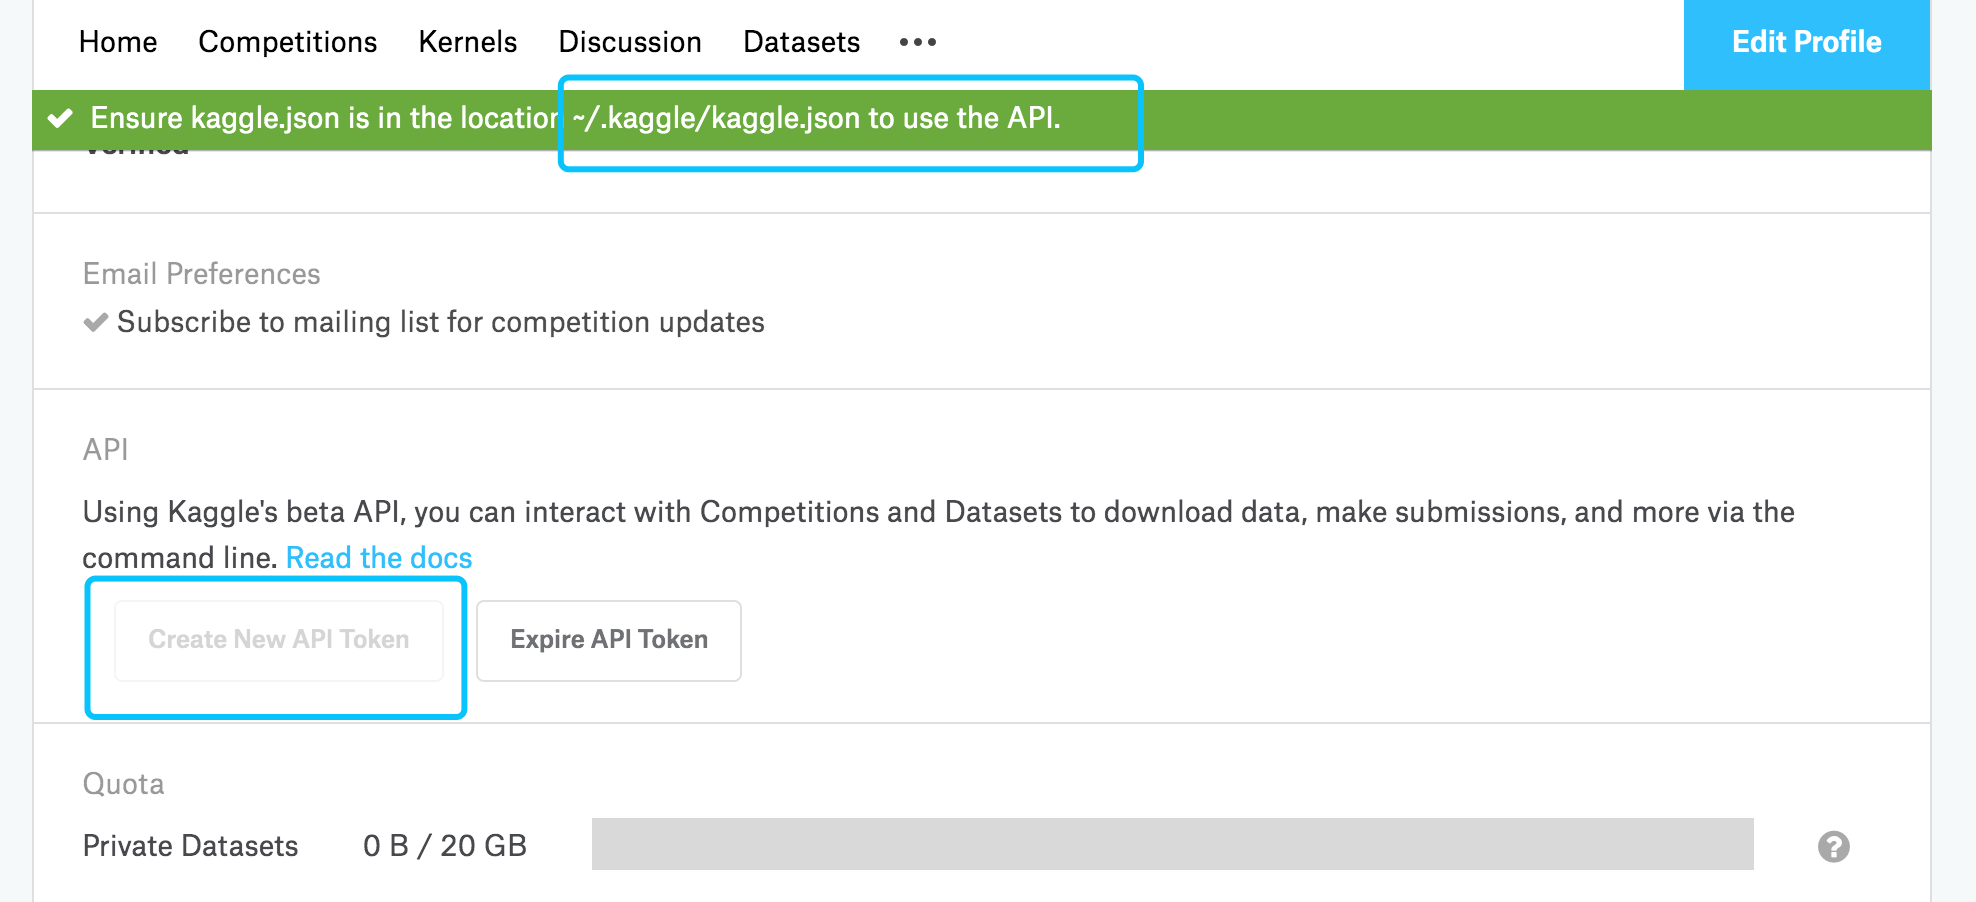 Home Competitions Kernels Discussion Datasets ••• Edit Profile
Ensure kaggle.json is in the location ~/.kaggle/kaggle.json to use the API.
Email Preferences
Subscribe to mailing list for competition updates
API
Using Kaggle's beta API, you can interact with Competitions and Datasets to download data, make submissions, and more via the
command line. Read the docs
Create New API Token Expire API Token
Quota
Private Datasets 0 B / 20 GB ?